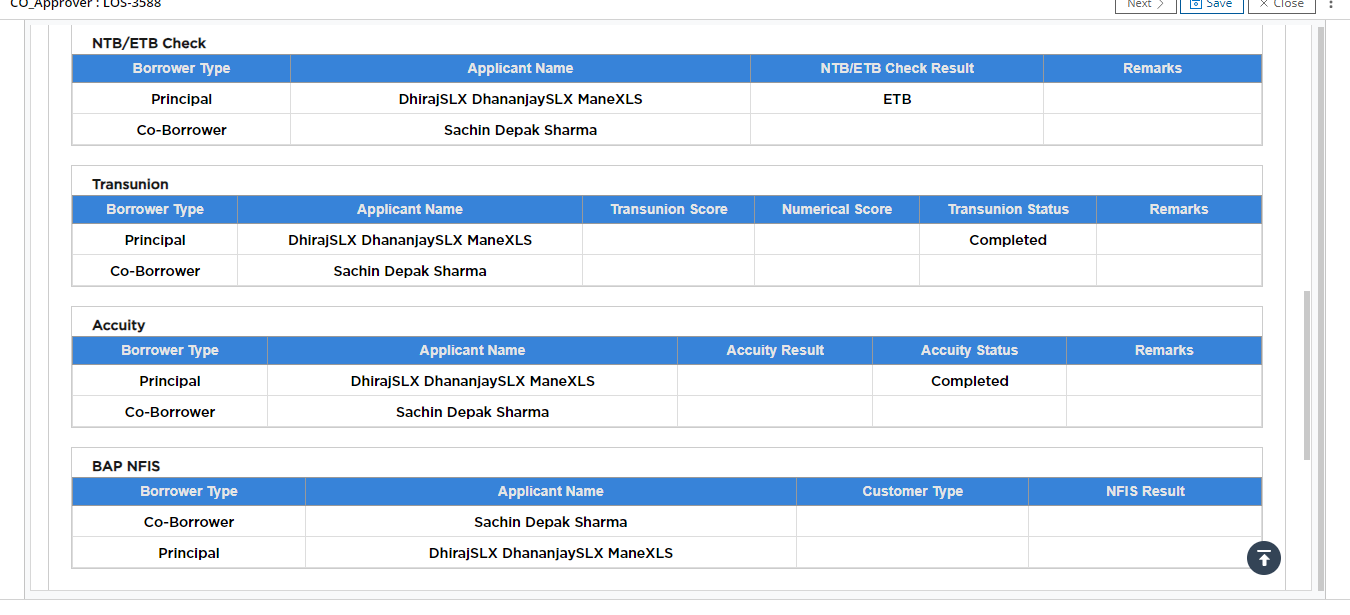 CO_Approver : LOS-3588 Next Save Close
NTB/ETB Check
Borrower Type Applicant Name NTB/ETB Check Result Remarks
Principal DhirajSLX DhananjaySLX ManeXLS ETB
Co-Borrower Sachin Depak Sharma
Transunion
Borrower Type Applicant Name Transunion Score Numerical Score Transunion Status Remarks
Principal DhirajSLX DhananjaySLX ManeXLS Completed
Co-Borrower Sachin Depak Sharma
Accuity
Borrower Type Applicant Name Accuity Result Accuity Status Remarks
Principal DhirajSLX DhananjaySLX ManeXLS Completed
Co-Borrower Sachin Depak Sharma
BAP NFIS
Borrower Type Applicant Name Customer Type NFIS Result
Co-Borrower Sachin Depak Sharma
Principal DhirajSLX DhananjaySLX ManeXLS